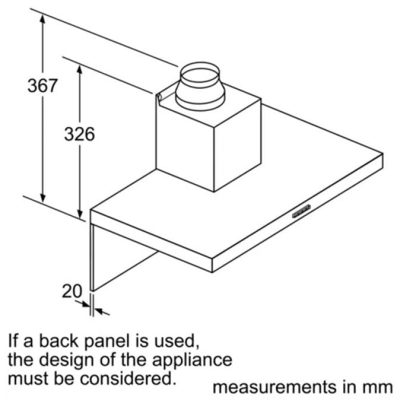 367
326
20
If a back panel is used,
the design of the appliance
must be considered.
measurements in mm